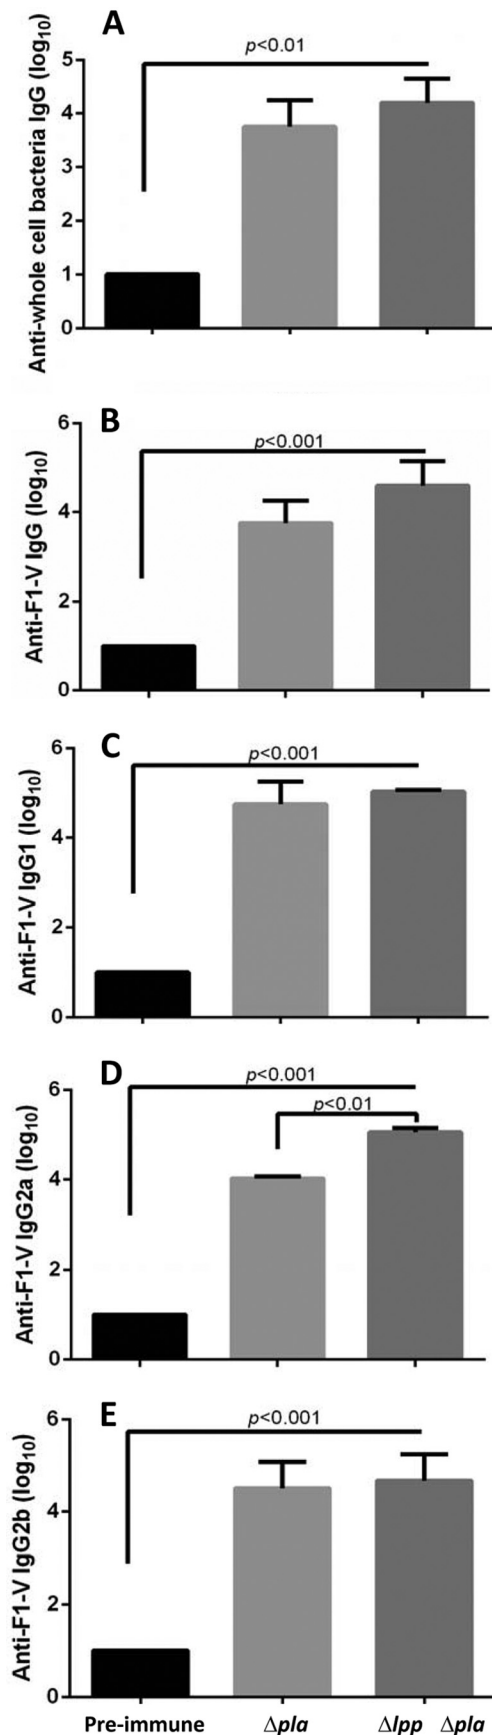 A
p<0.01
Anti-whole cell bacteria IgG (log10)
5
4
3
2
1
0
B
p<0.001
Anti-F1-V IgG (log10)
6
4
2
0
C
p<0.001
Anti-F1-V IgG1 (log10)
6
4
2
0
D
p<0.001
p<0.01
Anti-F1-V IgG2a (log10)
6
4
2
0
E
p<0.001
Anti-F1-V IgG2b (log10)
6
4
2
0
Pre-immune Δpla Δlpp Δpla